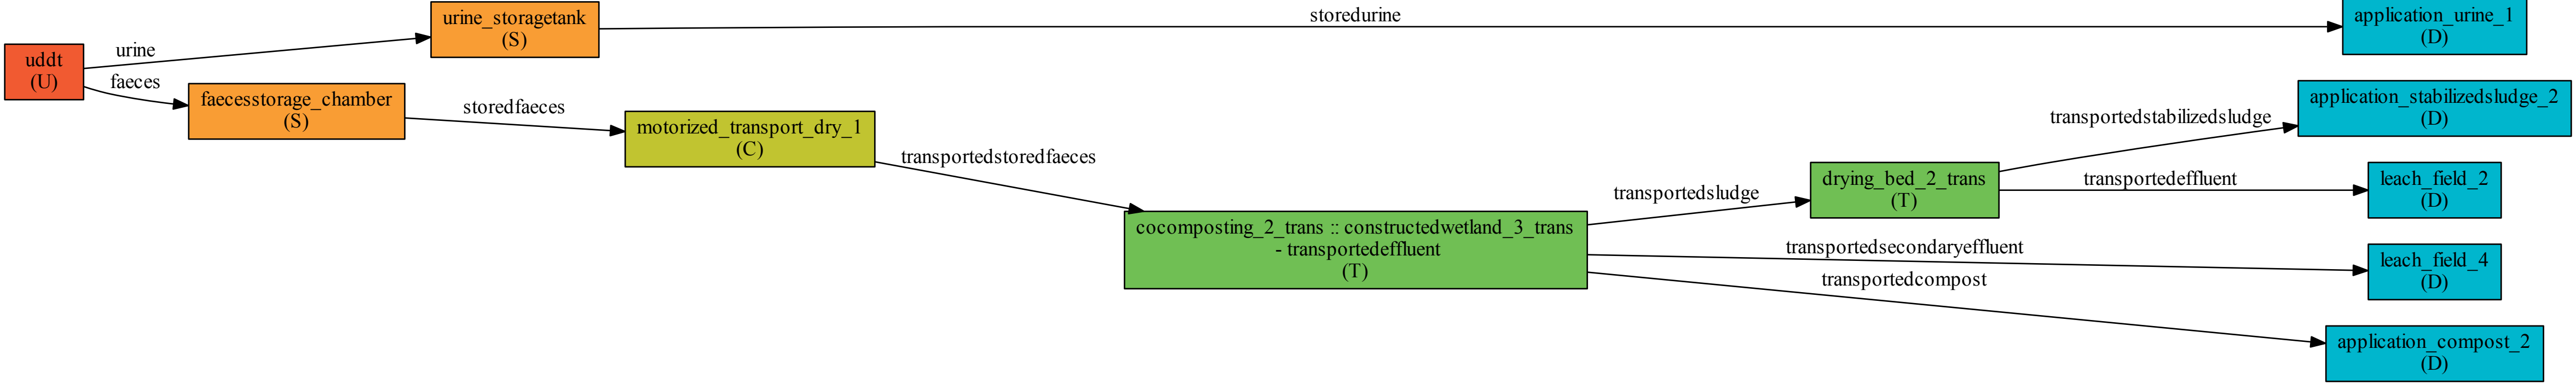 uddt
(U)
urine
faeces
urine_storagetank
(S)
faecesstorage_chamber
(S)
storedurine
storedfaeces
motorized_transport_dry_1
(C)
transportedstoredfaeces
cocomposting_2_trans :: constructedwetland_3_trans
- transportedeffluent
(T)
transportedsludge
transportedsecondaryeffluent
transportedcompost
drying_bed_2_trans
(T)
transportedstabilizedsludge
transportedeffluent
application_urine_1
(D)
application_stabilizedsludge_2
(D)
leach_field_2
(D)
leach_field_4
(D)
application_compost_2
(D)